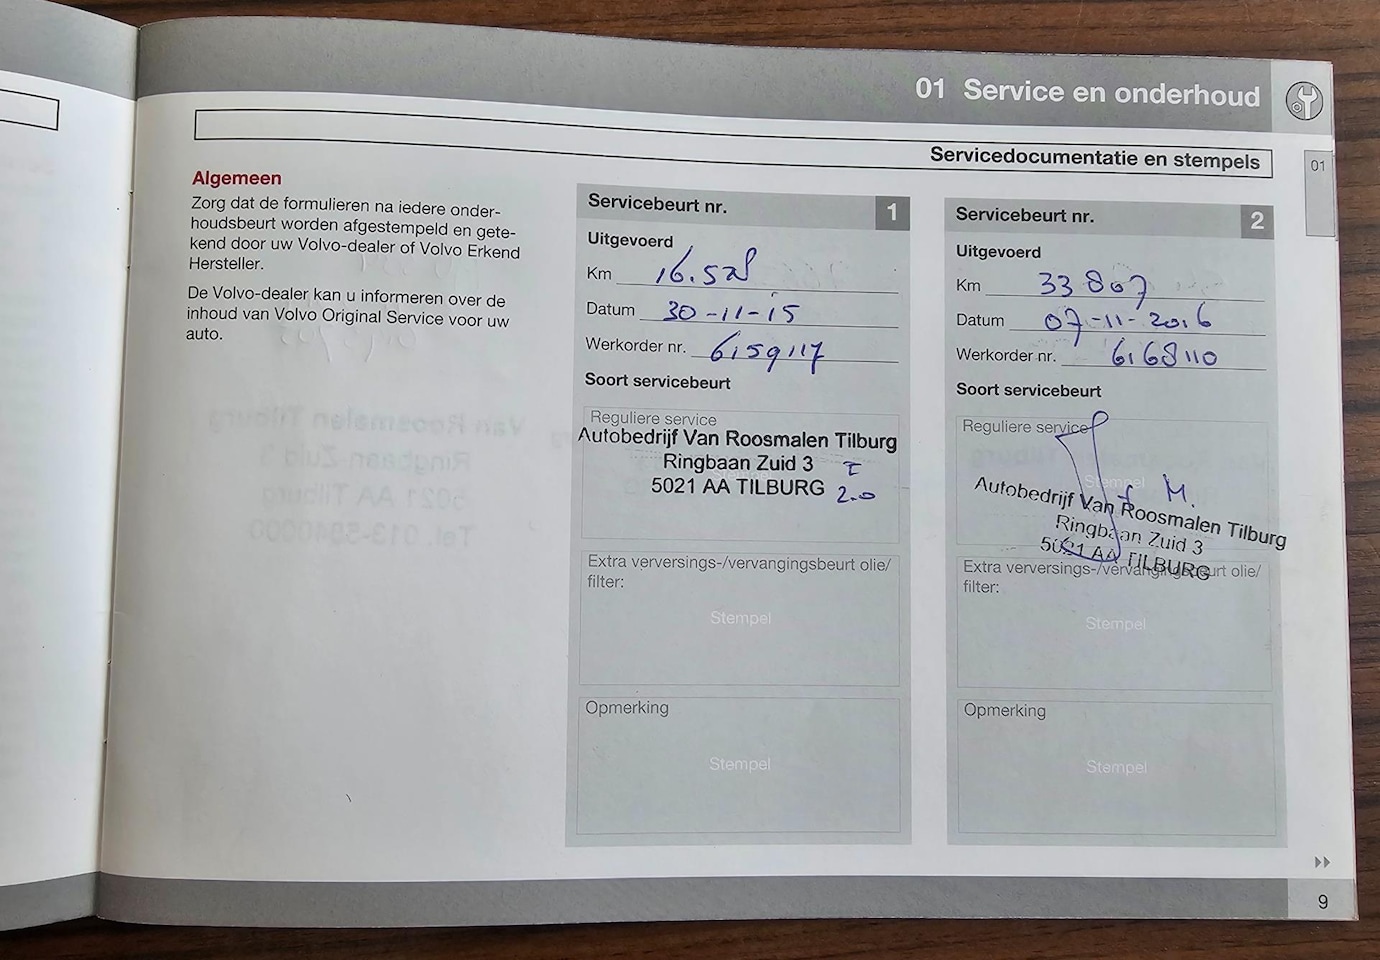 01 Service en onderhoud
Servicedocumentatie en stempels
01
Algemeen
Zorg dat de formulieren na iedere onder-
houdsbeurt worden afgestempeld en gete-
kend door uw Volvo-dealer of Volvo Erkend
Hersteller.
De Volvo-dealer kan u informeren over de
inhoud van Volvo Original Service voor uw
auto.
Servicebeurt nr. 1
Uitgevoerd
Km
Datum 30-11-15
Werkorder nr. 6159117
Soort servicebeurt
Reguliere service
Autobedrijf Van Roosmalen Tilburg
Ringbaan Zuid 3
5021 AA TILBURG
2.0
Extra verversings-/vervangingsbeurt olie/
filter:
Stempel
Opmerking
Stempel
Servicebeurt nr. 2
Uitgevoerd
Km 33807
Datum 07-11-2016
Werkorder nr. 6168110
Soort servicebeurt
Reguliere service
Stempel
Autobedrijf Van Roosmalen Tilburg
Ringbaan Zuid 3
5021 AA TILBURG
Extra verversings-/vervangingsbeurt olie/
filter:
Stempel
Opmerking
Stempel
9